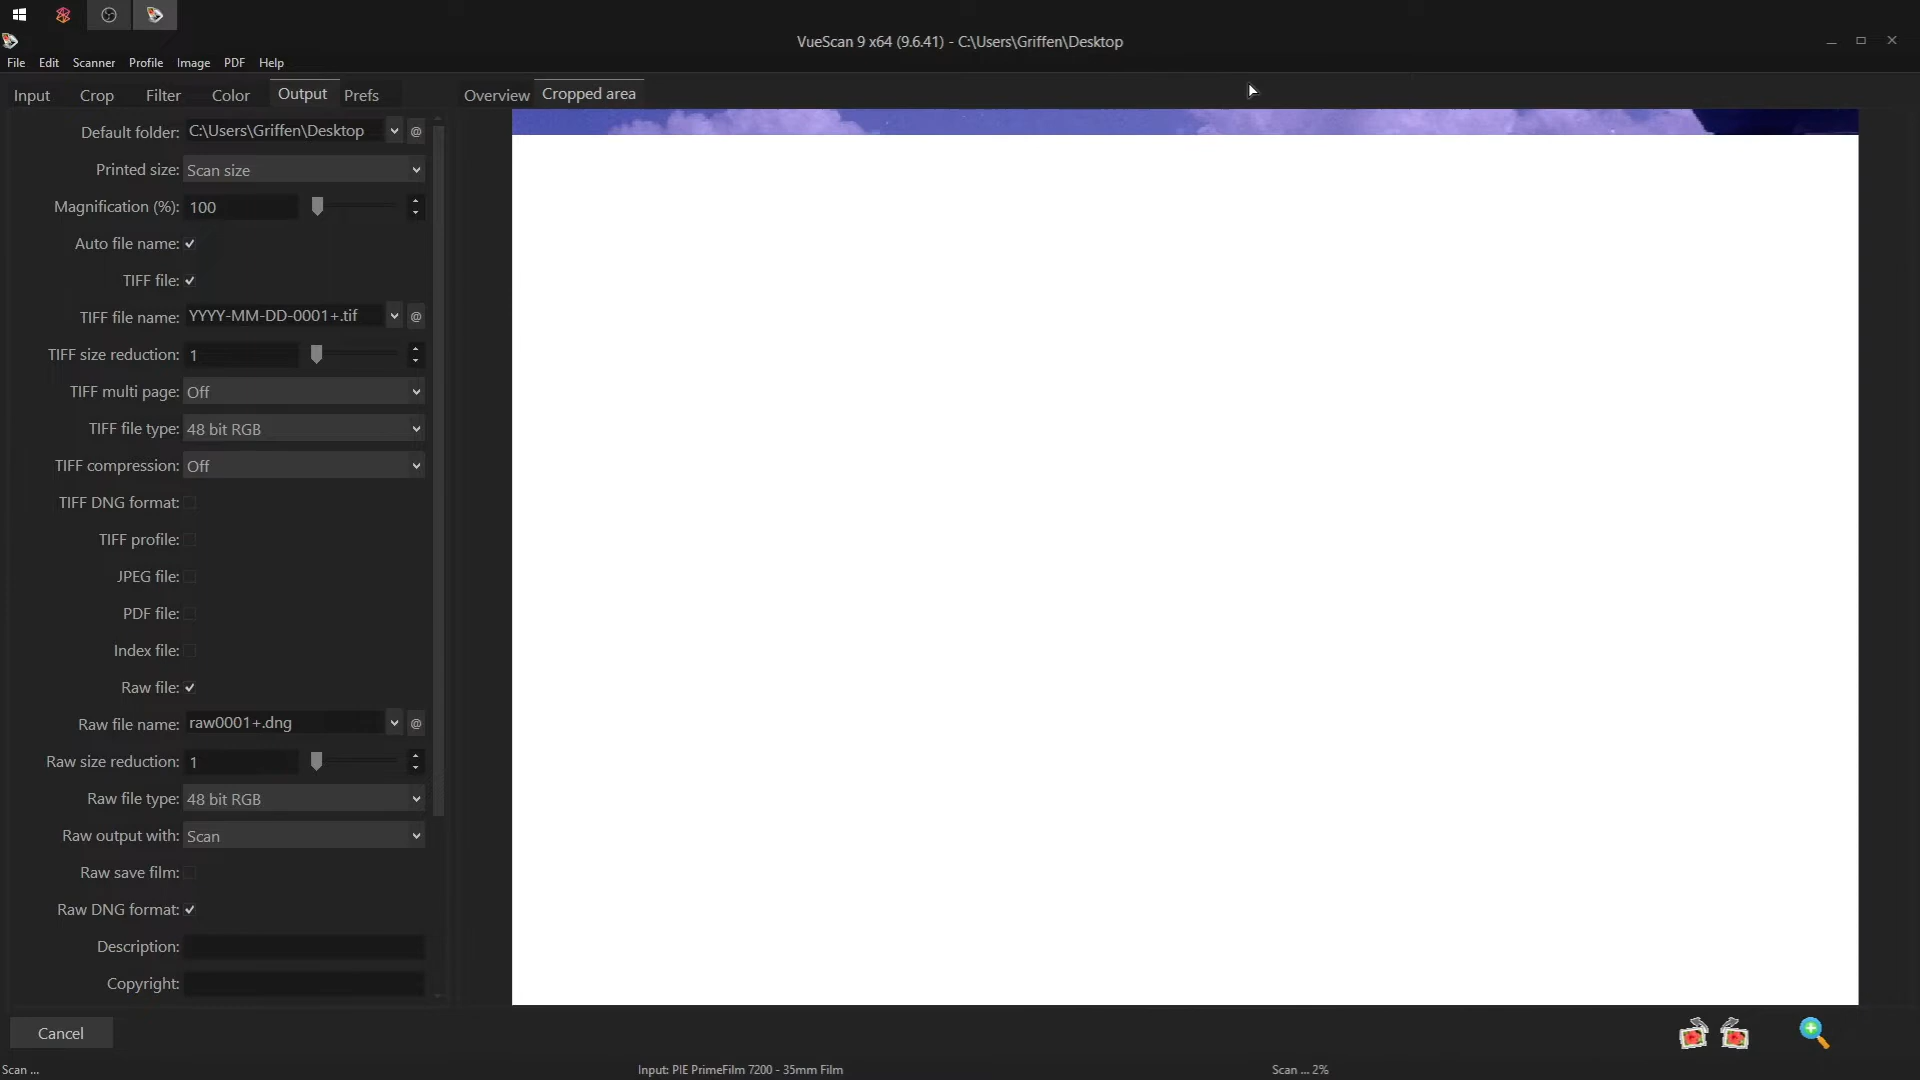 VueScan 9 x64 (9.6.41) - C:\Users\Griffen\Desktop
File Edit Scanner Profile Image PDF Help
Input Crop Filter Color Output Prefs Overview Cropped area
Default folder: C:\Users\Griffen\Desktop @
Printed size: Scan size
Magnification (%): 100
Auto file name:
TIFF file:
TIFF file name: YYYY-MM-DD-0001+.tif @
TIFF size reduction: 1
TIFF multi page: Off
TIFF file type: 48 bit RGB
TIFF compression: Off
TIFF DNG format:
TIFF profile:
JPEG file:
PDF file:
Index file:
Raw file:
Raw file name: raw0001+.dng @
Raw size reduction: 1
Raw file type: 48 bit RGB
Raw output with: Scan
Raw save film:
Raw DNG format:
Description:
Copyright:
Cancel
Scan ... Input: PIE PrimeFilm 7200 - 35mm Film Scan ... 2%